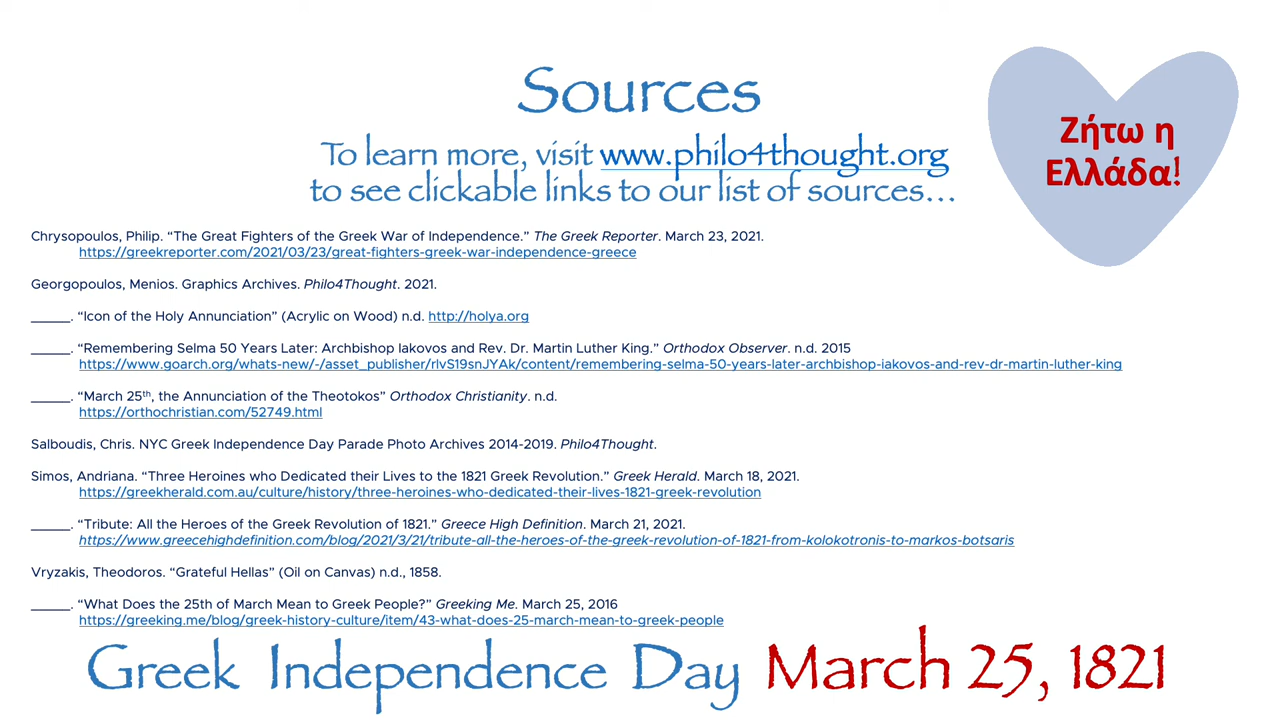 Sources
To learn more, visit www.philo4thought.org
to see clickable links to our list of sources…
Ζήτω η
Ελλάδα!
Chrysopoulos, Philip. “The Great Fighters of the Greek War of Independence.” The Greek Reporter. March 23, 2021.
https://greekreporter.com/2021/03/23/great-fighters-greek-war-independence-greece
Georgopoulos, Menios. Graphics Archives. Philo4Thought. 2021.
_____. “Icon of the Holy Annunciation” (Acrylic on Wood) n.d. http://holya.org
_____. “Remembering Selma 50 Years Later: Archbishop Iakovos and Rev. Dr. Martin Luther King.” Orthodox Observer. n.d. 2015
https://www.goarch.org/whats-new/-/asset_publisher/rlvS19snJYAk/content/remembering-selma-50-years-later-archbishop-iakovos-and-rev-dr-martin-luther-king
_____. “March 25th, the Annunciation of the Theotokos” Orthodox Christianity. n.d.
https://orthochristian.com/52749.html
Salboudis, Chris. NYC Greek Independence Day Parade Photo Archives 2014-2019. Philo4Thought.
Simos, Andriana. “Three Heroines who Dedicated their Lives to the 1821 Greek Revolution.” Greek Herald. March 18, 2021.
https://greekherald.com.au/culture/history/three-heroines-who-dedicated-their-lives-1821-greek-revolution
_____. “Tribute: All the Heroes of the Greek Revolution of 1821.” Greece High Definition. March 21, 2021.
https://www.greecehighdefinition.com/blog/2021/3/21/tribute-all-the-heroes-of-the-greek-revolution-of-1821-from-kolokotronis-to-markos-botsaris
Vryzakis, Theodoros. “Grateful Hellas” (Oil on Canvas) n.d., 1858.
_____. “What Does the 25th of March Mean to Greek People?” Greeking Me. March 25, 2016
https://greeking.me/blog/greek-history-culture/item/43-what-does-25-march-mean-to-greek-people
Greek Independence Day March 25, 1821